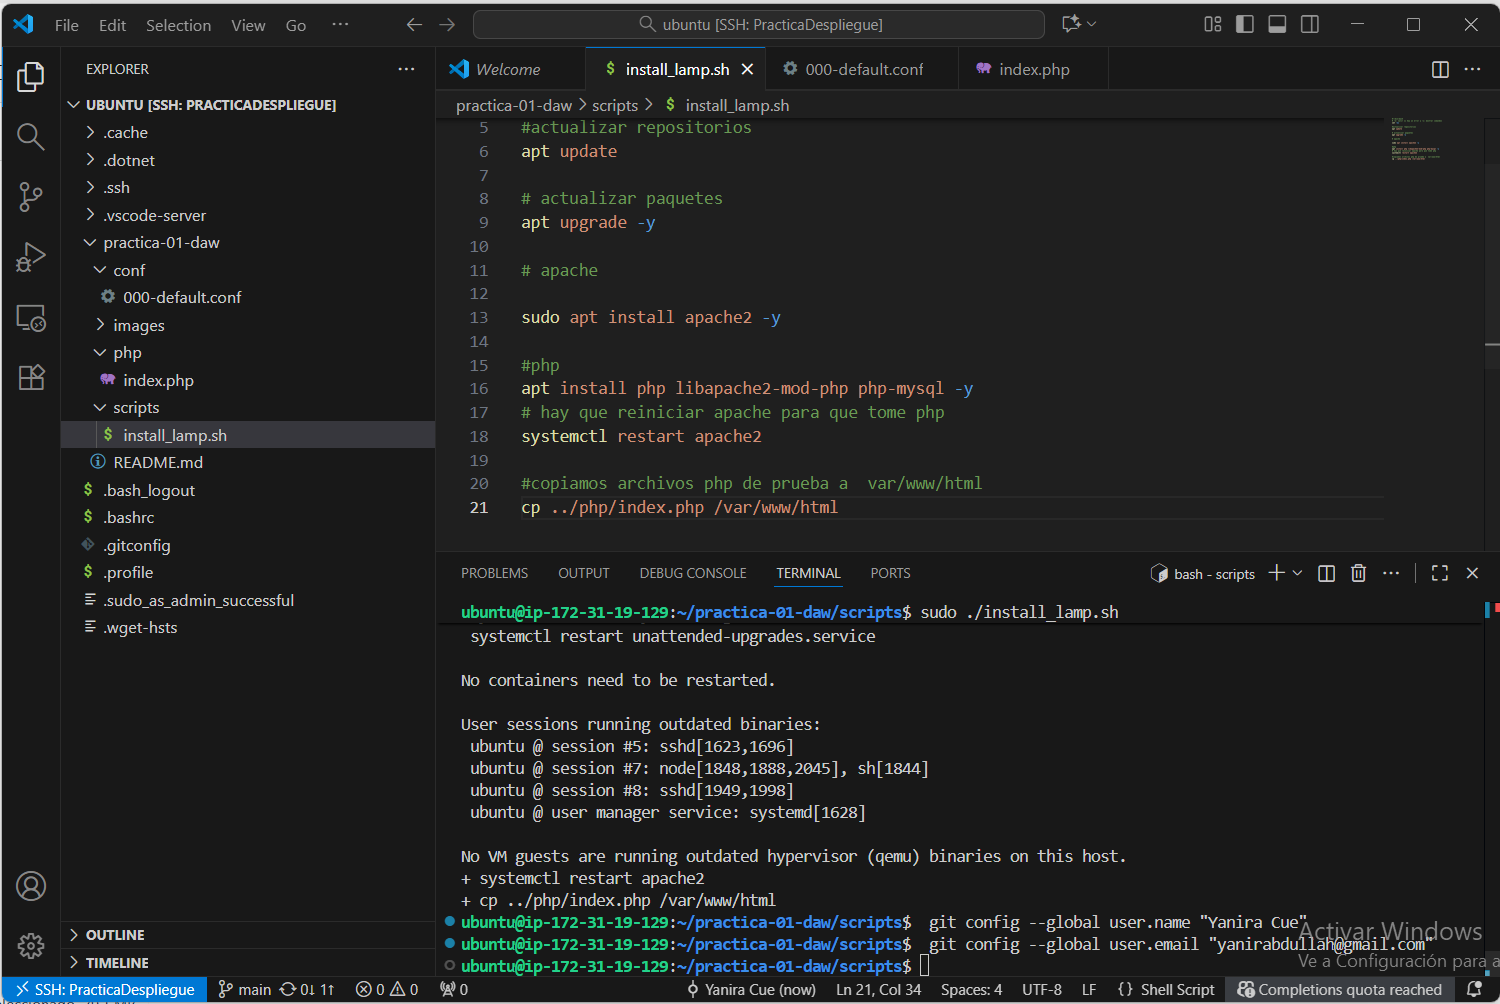 File Edit Selection View Go ··· ubuntu [SSH: PracticaDespliegue]
EXPLORER
UBUNTU [SSH: PRACTICADESPLIEGUE]
.cache
.dotnet
.ssh
.vscode-server
practica-01-daw
conf
000-default.conf
images
php
index.php
scripts
install_lamp.sh
README.md
.bash_logout
.bashrc
.gitconfig
.profile
.sudo_as_admin_successful
.wget-hsts
OUTLINE
TIMELINE
Welcome install_lamp.sh 000-default.conf index.php
practica-01-daw > scripts > $ install_lamp.sh
5 #actualizar repositorios
6 apt update
7
8 # actualizar paquetes
9 apt upgrade -y
10
11 # apache
12
13 sudo apt install apache2 -y
14
15 #php
16 apt install php libapache2-mod-php php-mysql -y
17 # hay que reiniciar apache para que tome php
18 systemctl restart apache2
19
20 #copiamos archivos php de prueba a  var/www/html
21 cp ../php/index.php /var/www/html
PROBLEMS OUTPUT DEBUG CONSOLE TERMINAL PORTS bash - scripts
ubuntu@ip-172-31-19-129:~/practica-01-daw/scripts$ sudo ./install_lamp.sh
systemctl restart unattended-upgrades.service
No containers need to be restarted.
User sessions running outdated binaries:
ubuntu @ session #5: sshd[1623,1696]
ubuntu @ session #7: node[1848,1888,2045], sh[1844]
ubuntu @ session #8: sshd[1949,1998]
ubuntu @ user manager service: systemd[1628]
No VM guests are running outdated hypervisor (qemu) binaries on this host.
+ systemctl restart apache2
+ cp ../php/index.php /var/www/html
ubuntu@ip-172-31-19-129:~/practica-01-daw/scripts$  git config --global user.name "Yanira Cue"
ubuntu@ip-172-31-19-129:~/practica-01-daw/scripts$  git config --global user.email "yanirabdullah@gmail.com"
ubuntu@ip-172-31-19-129:~/practica-01-daw/scripts$
Activar Windows
Ve a Configuración para a
SSH: PracticaDespliegue main 0↓ 1↑ 0 0 0 Yanira Cue (now) Ln 21, Col 34 Spaces: 4 UTF-8 LF {} Shell Script Completions quota reached